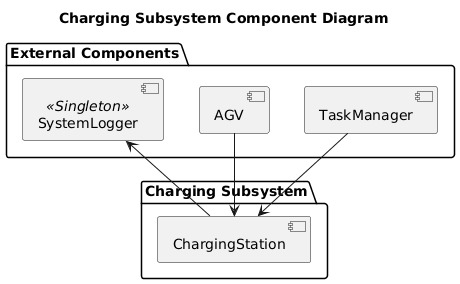 Charging Subsystem Component Diagram
External Components
«Singleton»
SystemLogger
AGV
TaskManager
Charging Subsystem
ChargingStation